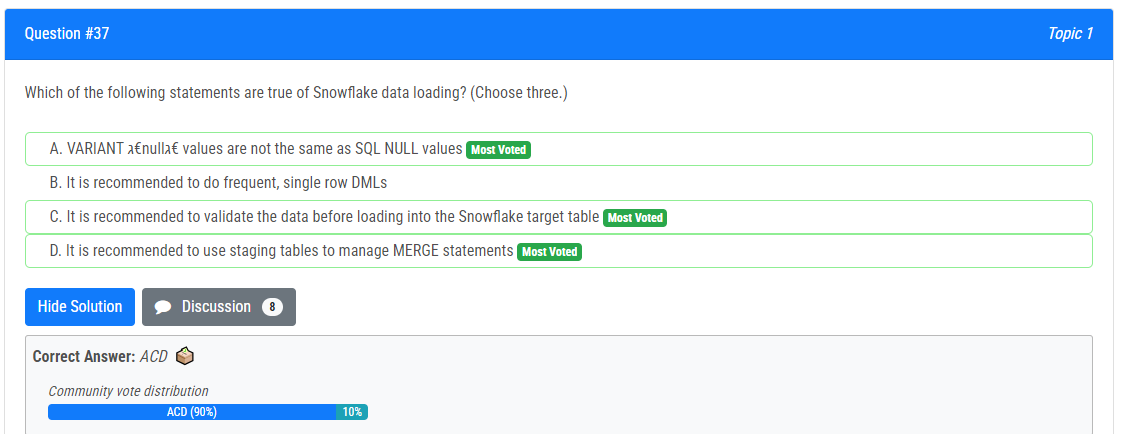 Question #37
Topic 1
Which of the following statements are true of Snowflake data loading? (Choose three.)
A. VARIANT גא€nullגא€ values are not the same as SQL NULL values Most Voted
B. It is recommended to do frequent, single row DMLs
C. It is recommended to validate the data before loading into the Snowflake target table Most Voted
D. It is recommended to use staging tables to manage MERGE statements Most Voted
Hide Solution
Discussion 8
Correct Answer: ACD
Community vote distribution
ACD (90%)
10%